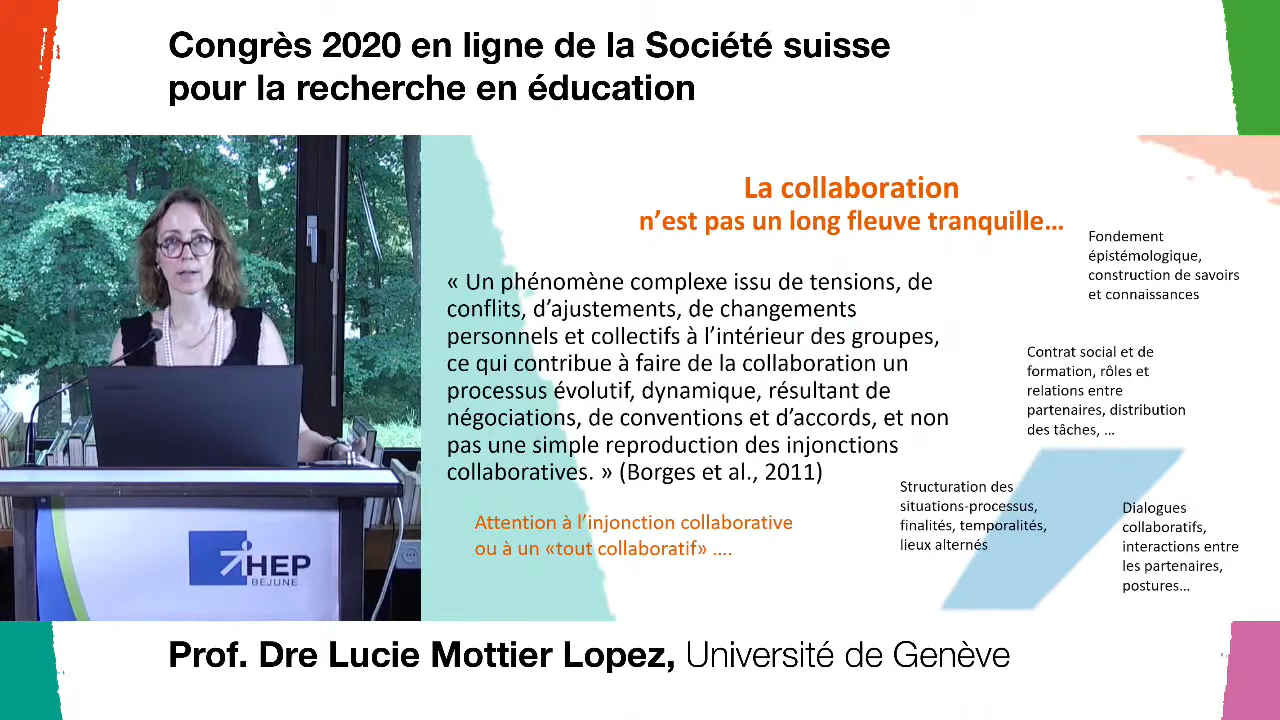 Congrès 2020 en ligne de la Société suisse
pour la recherche en éducation
La collaboration
n'est pas un long fleuve tranquille…
« Un phénomène complexe issu de tensions, de
conflits, d'ajustements, de changements
personnels et collectifs à l'intérieur des groupes,
ce qui contribue à faire de la collaboration un
processus évolutif, dynamique, résultant de
négociations, de conventions et d'accords, et non
pas une simple reproduction des injonctions
collaboratives. » (Borges et al., 2011)
Attention à l'injonction collaborative
ou à un «tout collaboratif» ....
Fondement
épistémologique,
construction de savoirs
et connaissances
Contrat social et de
formation, rôles et
relations entre
partenaires, distribution
des tâches, …
Structuration des
situations-processus,
finalités, temporalités,
lieux alternés
Dialogues
collaboratifs,
interactions entre
les partenaires,
postures…
HEP
BEJUNE
Prof. Dre Lucie Mottier Lopez, Université de Genève